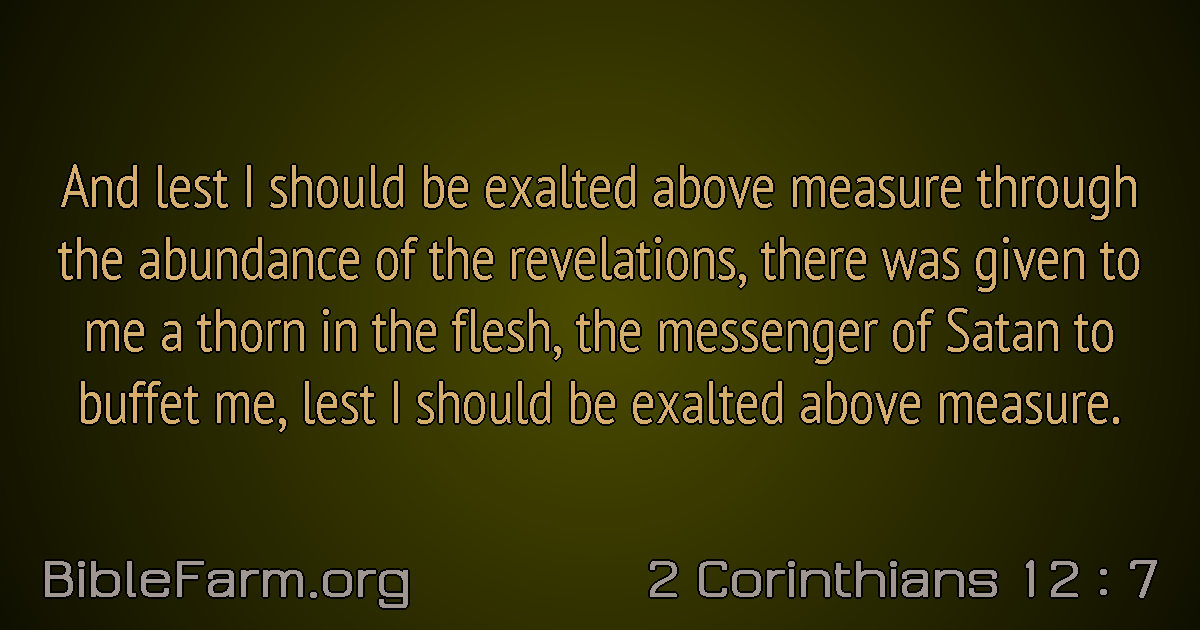 And lest I should be exalted above measure through
the abundance of the revelations, there was given to
me a thorn in the flesh, the messenger of Satan to
buffet me, lest I should be exalted above measure.
BibleFarm.org
2 Corinthians 12 : 7